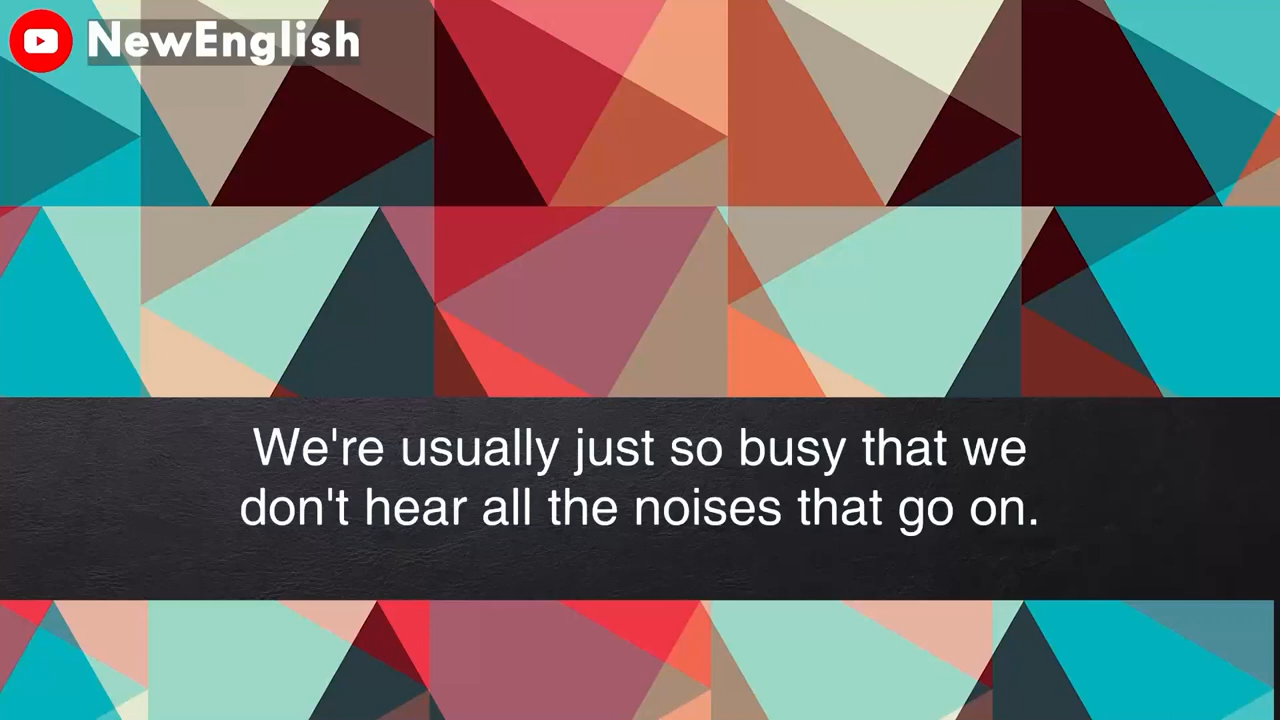 NewEnglish
We're usually just so busy that we
don't hear all the noises that go on.